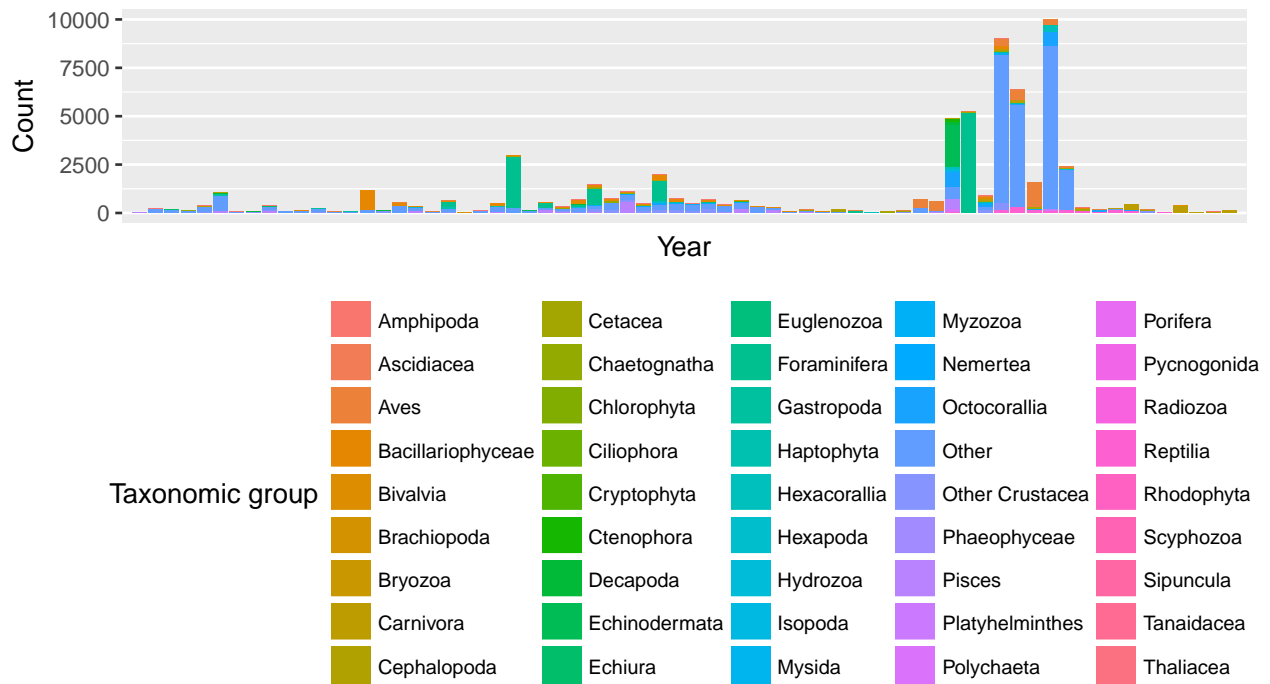 10000
7500
5000
2500
0
Count
Year
Taxonomic group
Amphipoda
Ascidiacea
Aves
Bacillariophyceae
Bivalvia
Brachiopoda
Bryozoa
Carnivora
Cephalopoda
Cetacea
Chaetognatha
Chlorophyta
Ciliophora
Cryptophyta
Ctenophora
Decapoda
Echinodermata
Echiura
Euglenozoa
Foraminifera
Gastropoda
Haptophyta
Hexacorallia
Hexapoda
Hydrozoa
Isopoda
Mysida
Myzozoa
Nemertea
Octocorallia
Other
Other Crustacea
Phaeophyceae
Pisces
Platyhelminthes
Polychaeta
Porifera
Pycnogonida
Radiozoa
Reptilia
Rhodophyta
Scyphozoa
Sipuncula
Tanaidacea
Thaliacea